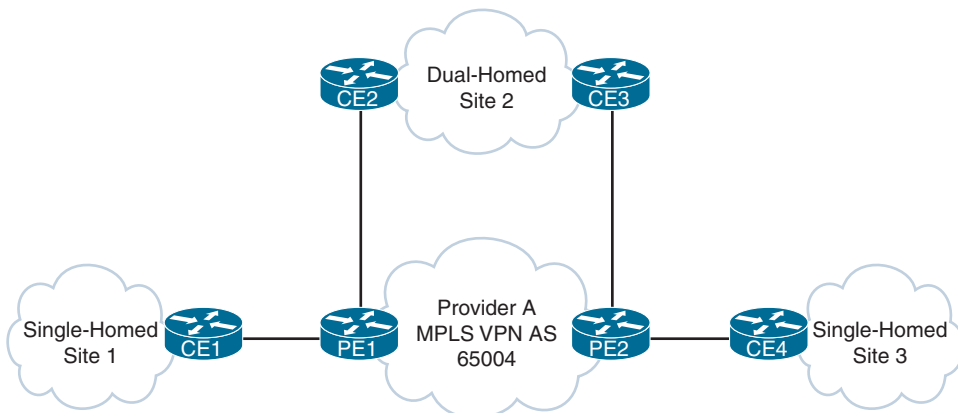 Dual-Homed
Site 2
CE2
CE3
Provider A
MPLS VPN AS
65004
Single-Homed
Site 1
CE1
PE1
PE2
CE4
Single-Homed
Site 3